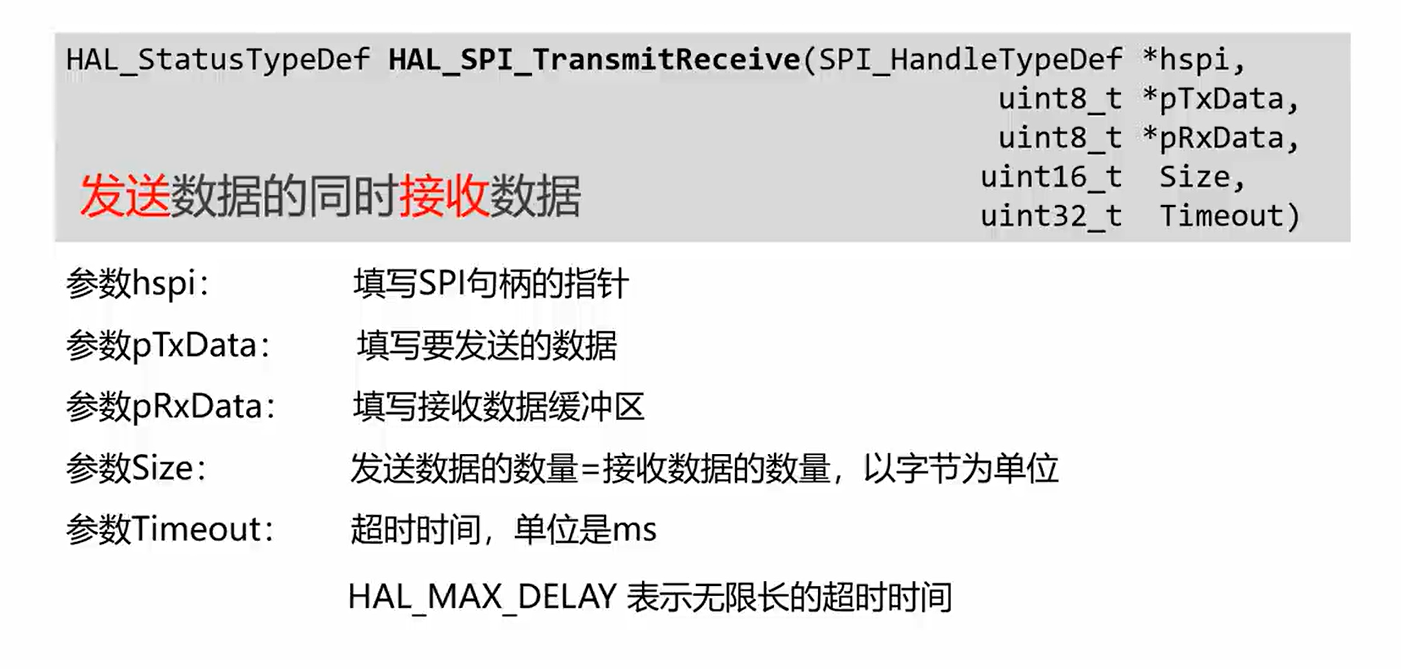 HAL_StatusTypeDef HAL_SPI_TransmitReceive(SPI_HandleTypeDef *hspi,
uint8_t *pTxData,
uint8_t *pRxData,
uint16_t Size,
uint32_t Timeout)
发送数据的同时接收数据
参数hspi： 填写SPI句柄的指针
参数pTxData： 填写要发送的数据
参数pRxData： 填写接收数据缓冲区
参数Size： 发送数据的数量=接收数据的数量，以字节为单位
参数Timeout： 超时时间，单位是ms
HAL_MAX_DELAY 表示无限长的超时时间